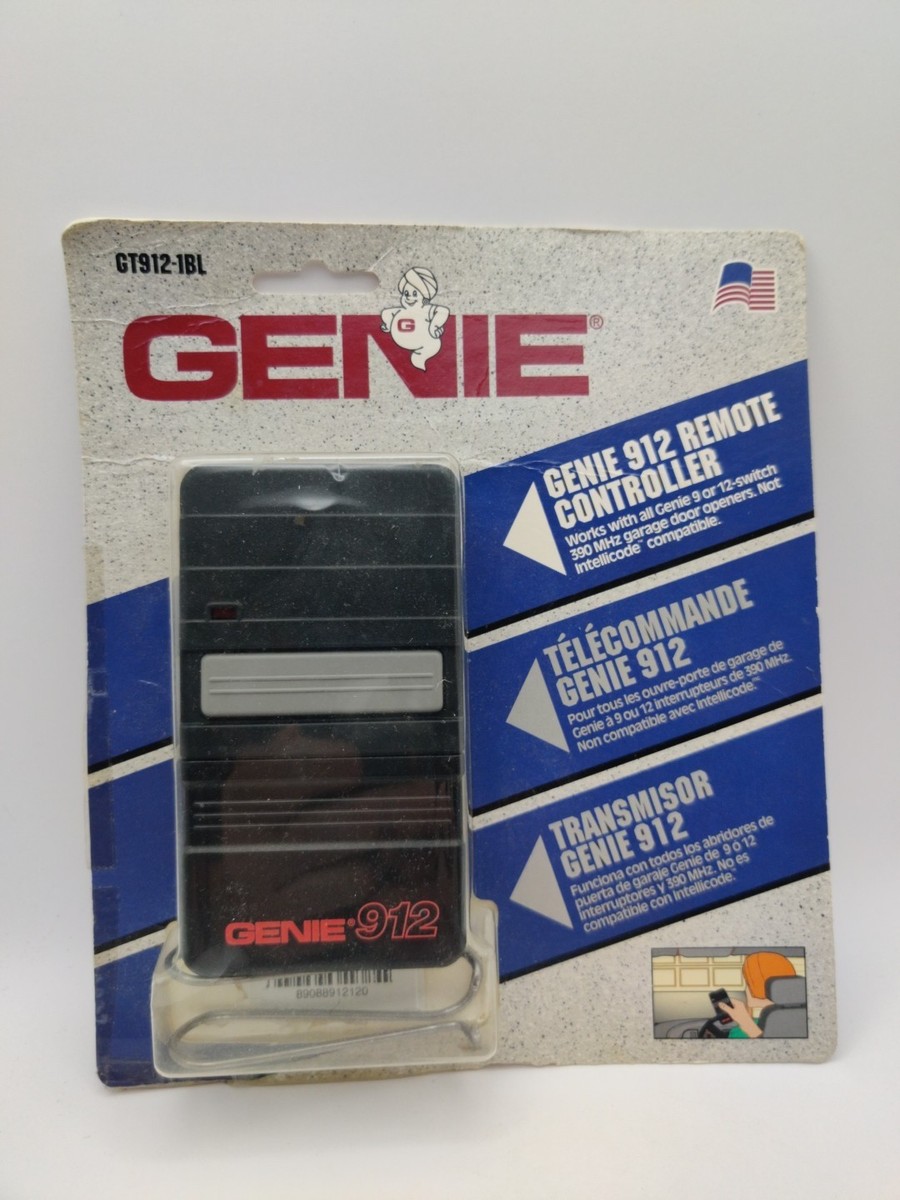 GT912-1BL
GENIE®
G
GENIE 912 REMOTE
CONTROLLER
Works with all Genie 9 or 12-switch
390 MHz garage door openers. Not
Intellicode™ compatible.
TÉLÉCOMMANDE
GENIE 912
Pour tous les ouvre-porte de garage de
Genie à 9 ou 12 interrupteurs de 390 MHz.
Non compatible avec Intellicode.™
TRANSMISOR
GENIE 912
Funciona con todos los abridores de
puerta de garaje Genie de 9 ó 12
interruptores y 390 MHz. No es
compatible con Intellicode.™
GENIE® 912
89088912120